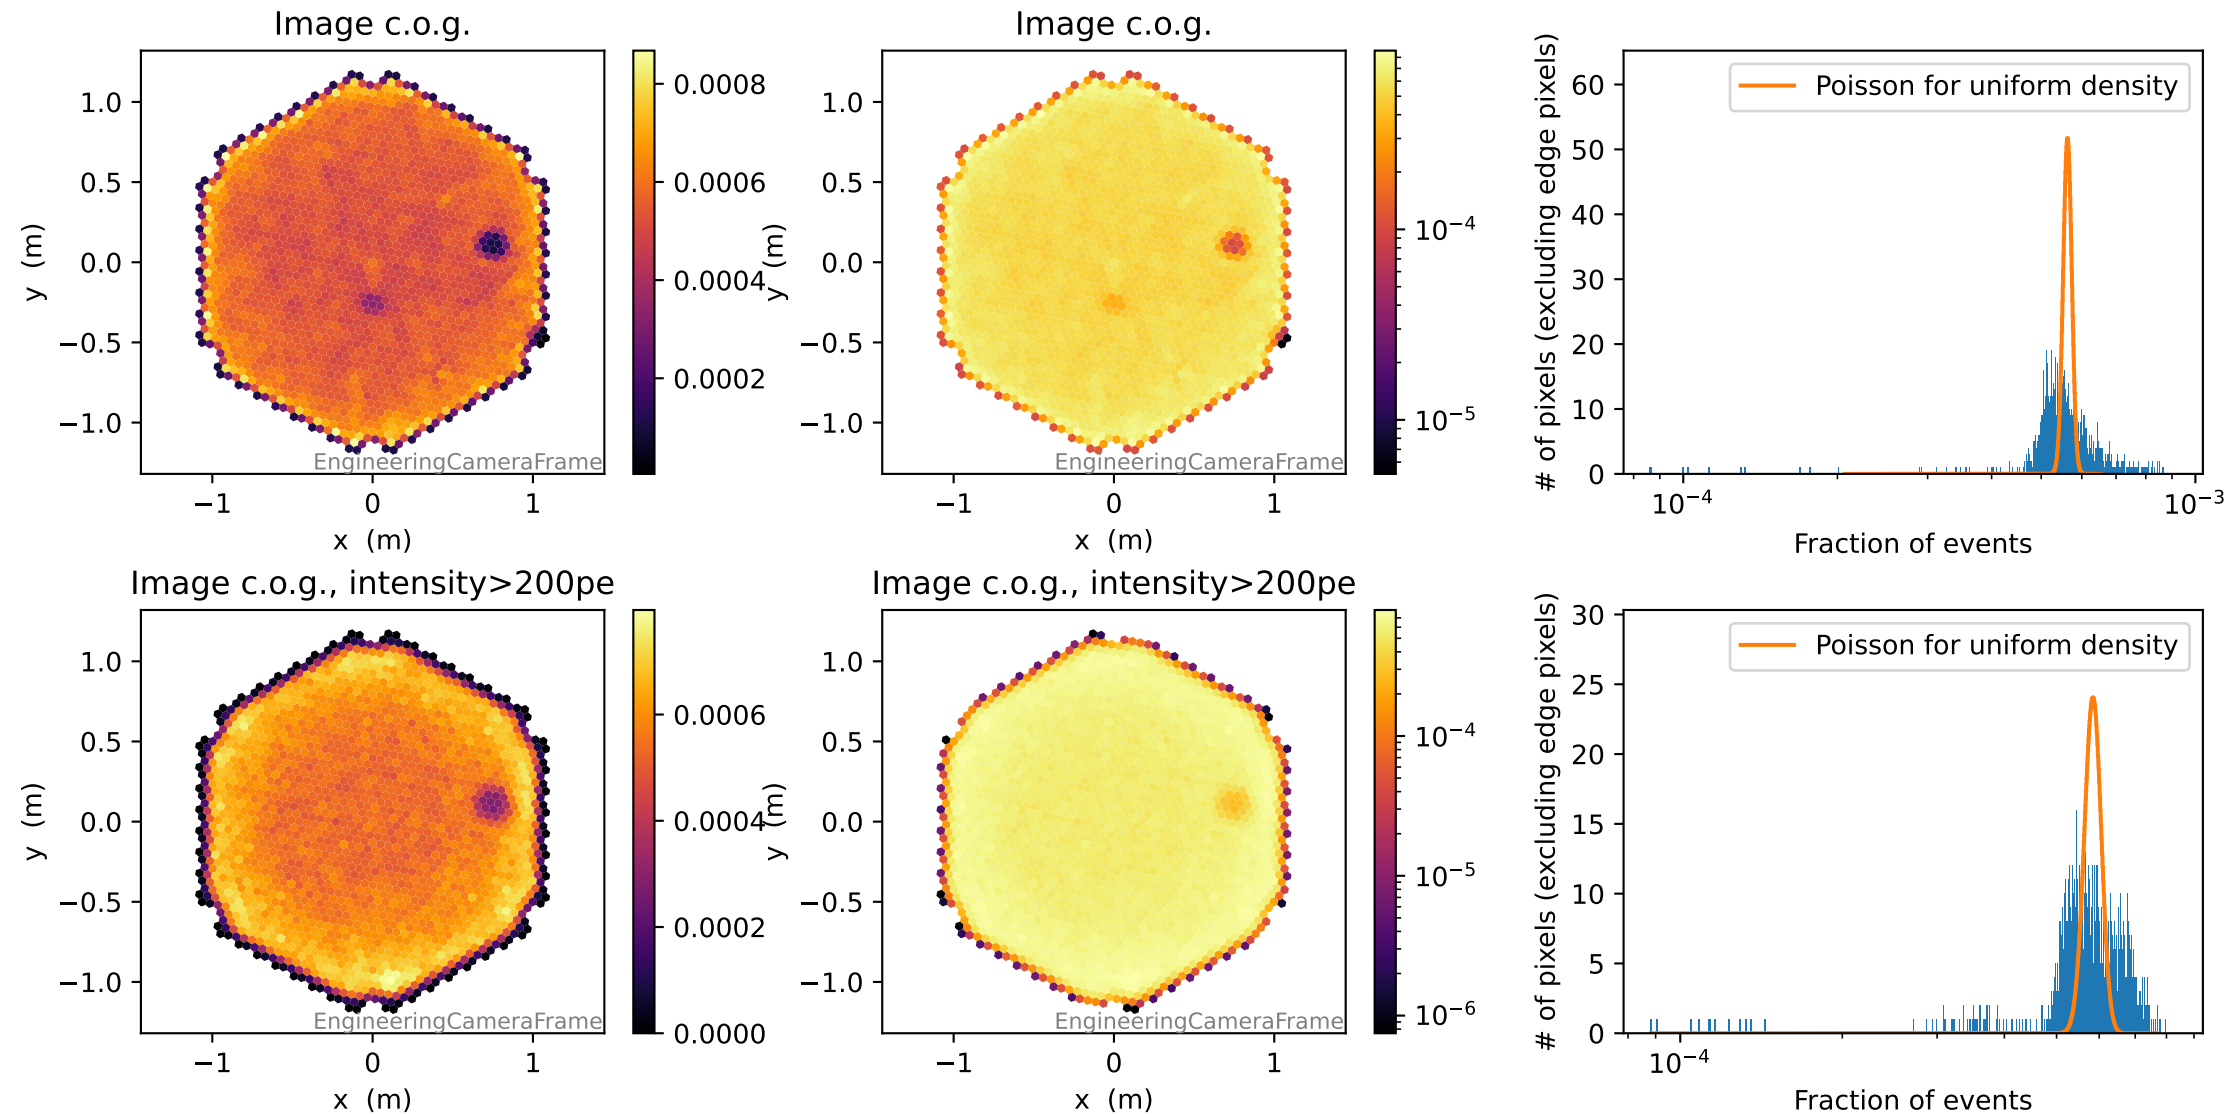 Image c.o.g.
1.0
0.5
0.0
−0.5
−1.0
y (m)
−1
0
1
x (m)
EngineeringCameraFrame
0.0008
0.0006
0.0004
0.0002
Image c.o.g.
1.0
0.5
0.0
−0.5
−1.0
y (m)
−1
0
1
x (m)
EngineeringCameraFrame
10⁻⁴
10⁻⁵
# of pixels (excluding edge pixels)
60
50
40
30
20
10
0
Poisson for uniform density
10⁻⁴
10⁻³
Fraction of events
Image c.o.g., intensity>200pe
1.0
0.5
0.0
−0.5
−1.0
y (m)
−1
0
1
x (m)
EngineeringCameraFrame
0.0006
0.0004
0.0002
0.0000
Image c.o.g., intensity>200pe
1.0
0.5
0.0
−0.5
−1.0
y (m)
−1
0
1
x (m)
EngineeringCameraFrame
10⁻⁴
10⁻⁵
10⁻⁶
# of pixels (excluding edge pixels)
30
25
20
15
10
5
0
Poisson for uniform density
10⁻⁴
Fraction of events